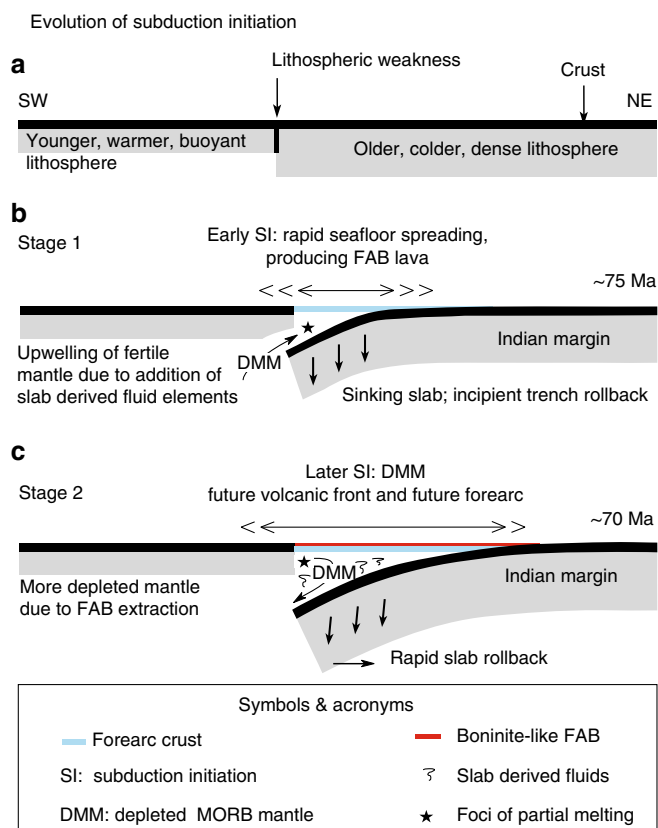 Evolution of subduction initiation
a
Lithospheric weakness
Crust
SW
NE
Younger, warmer, buoyant
lithosphere
Older, colder, dense lithosphere
b
Stage 1
Early SI: rapid seafloor spreading,
producing FAB lava
~75 Ma
Upwelling of fertile
mantle due to addition of
slab derived fluid elements
DMM
Indian margin
Sinking slab; incipient trench rollback
c
Stage 2
Later SI: DMM
future volcanic front and future forearc
~70 Ma
More depleted mantle
due to FAB extraction
DMM
Indian margin
Rapid slab rollback
Symbols & acronyms
Forearc crust
Boninite-like FAB
SI: subduction initiation
Slab derived fluids
DMM: depleted MORB mantle
Foci of partial melting